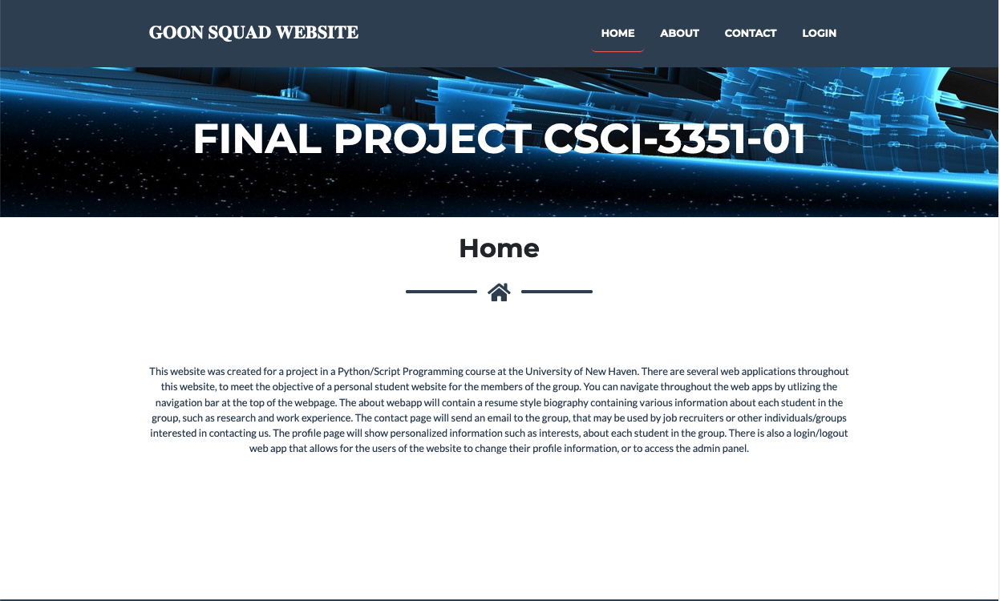 GOON SQUAD WEBSITE
HOME ABOUT CONTACT LOGIN
FINAL PROJECT CSCI-3351-01
Home
This website was created for a project in a Python/Script Programming course at the University of New Haven. There are several web applications throughout
this website, to meet the objective of a personal student website for the members of the group. You can navigate throughout the web apps by utlizing the
navigation bar at the top of the webpage. The about webapp will contain a resume style biography containing various information about each student in the
group, such as research and work experience. The contact page will send an email to the group, that may be used by job recruiters or other individuals/groups
interested in contacting us. The profile page will show personalized information such as interests, about each student in the group. There is also a login/logout
web app that allows for the users of the website to change their profile information, or to access the admin panel.